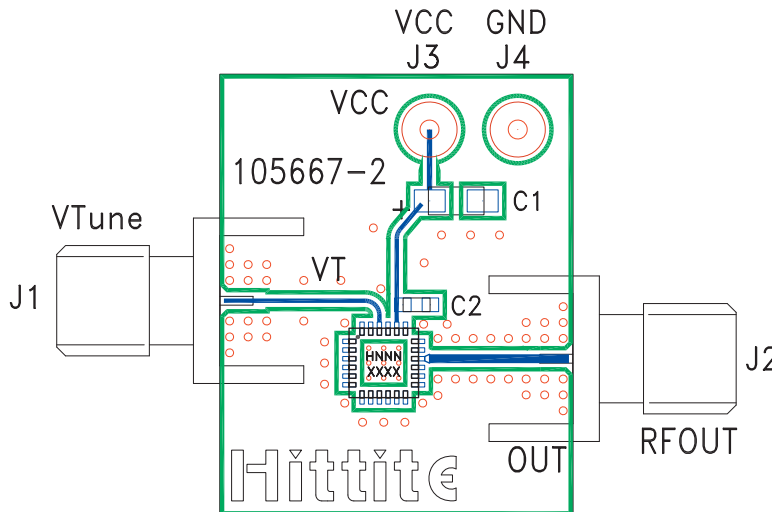 VCC GND
J3 J4
VCC
105667-2
C1
VTune
J1
VT
C2
HNNN
XXXX
J2
RFOUT
OUT
Hittite